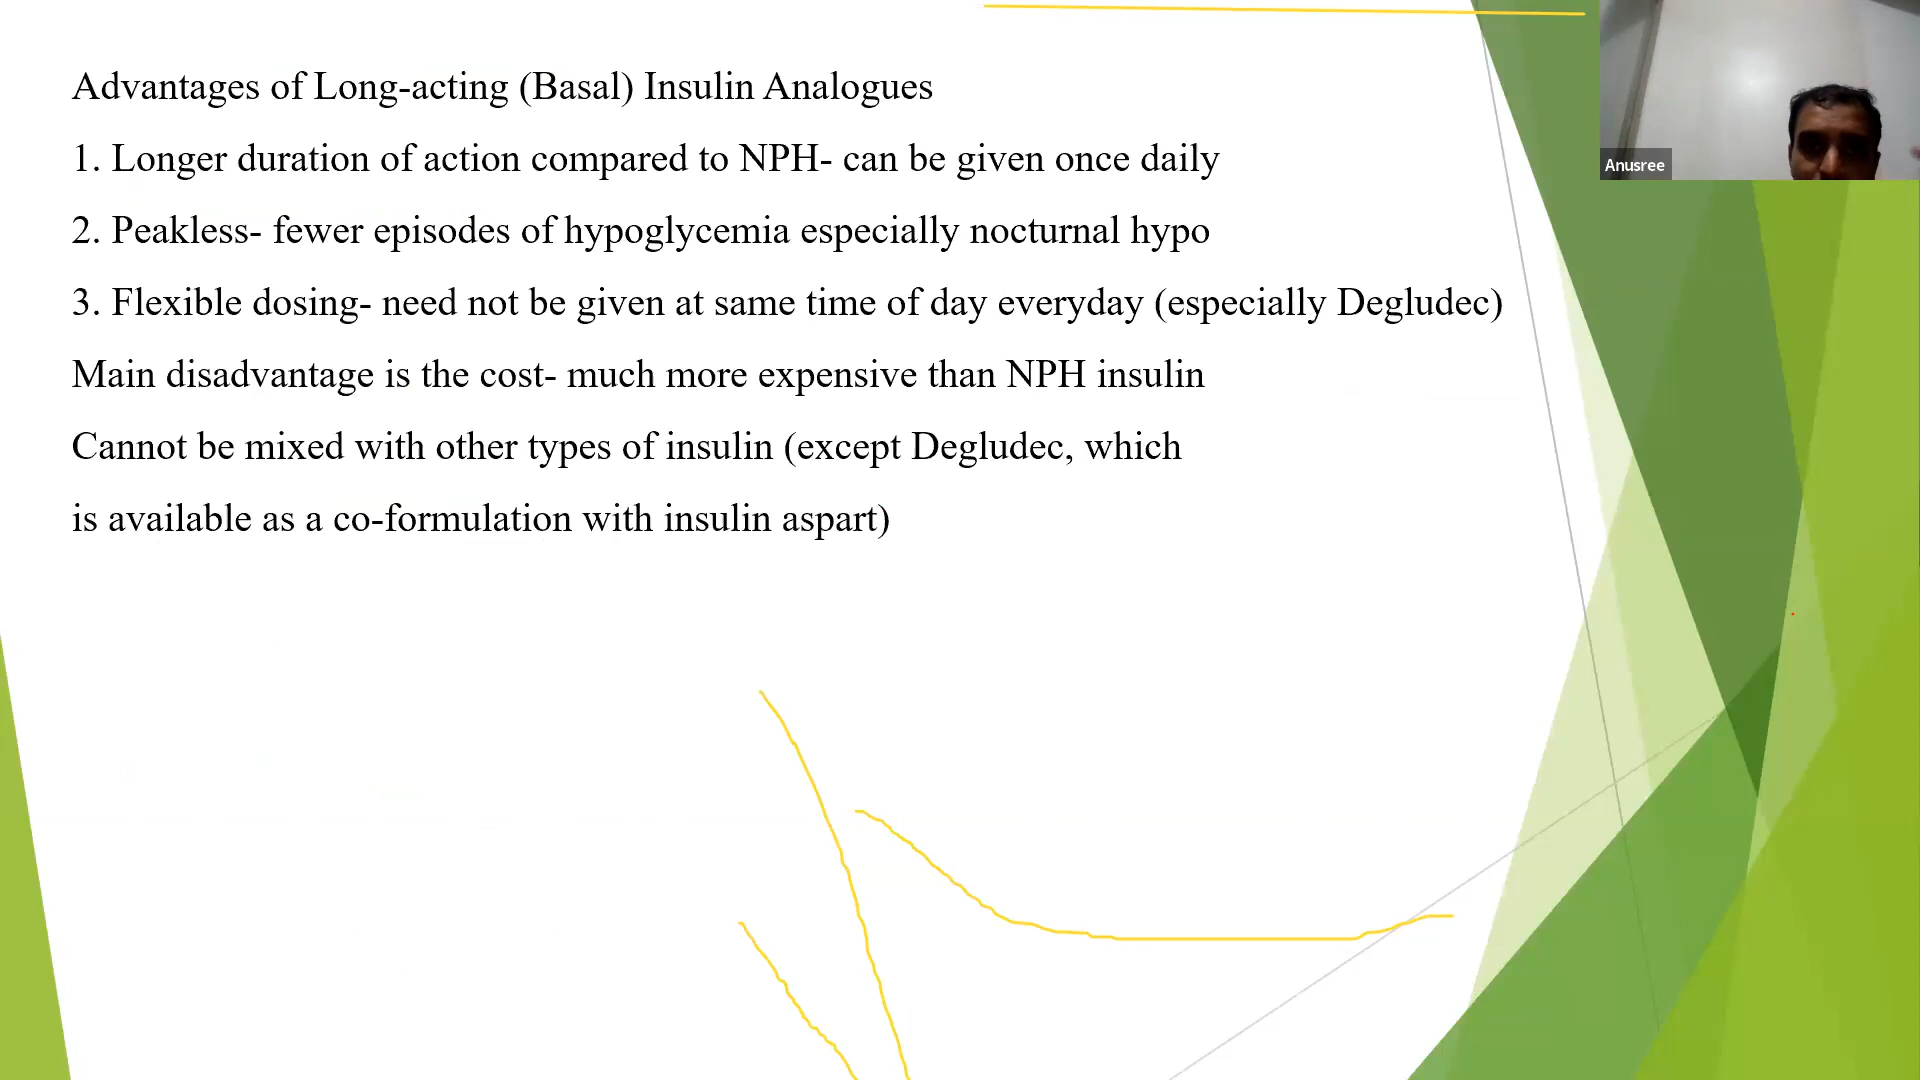 Advantages of Long-acting (Basal) Insulin Analogues
1. Longer duration of action compared to NPH- can be given once daily
2. Peakless- fewer episodes of hypoglycemia especially nocturnal hypo
3. Flexible dosing- need not be given at same time of day everyday (especially Degludec)
Main disadvantage is the cost- much more expensive than NPH insulin
Cannot be mixed with other types of insulin (except Degludec, which
is available as a co-formulation with insulin aspart)
Anusree